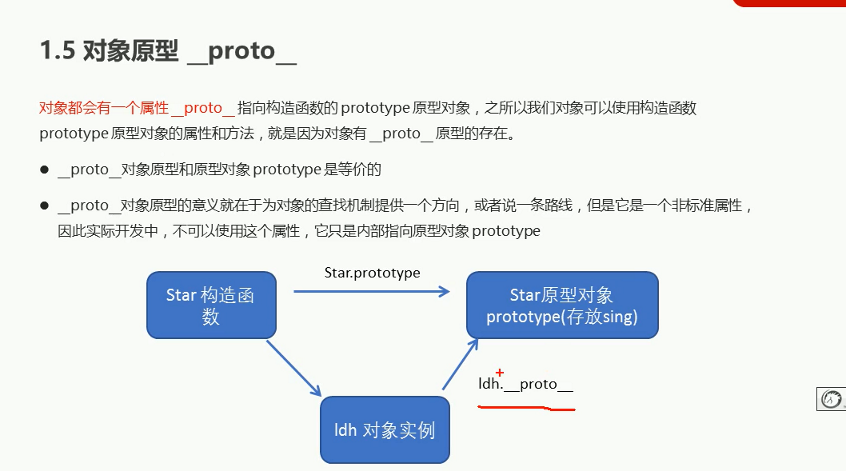 1.5 对象原型 __proto__
对象都会有一个属性 __proto__ 指向构造函数的 prototype 原型对象，之所以我们对象可以使用构造函数
prototype 原型对象的属性和方法，就是因为对象有 __proto__ 原型的存在。
● __proto__对象原型和原型对象 prototype 是等价的
● __proto__对象原型的意义就在于为对象的查找机制提供一个方向，或者说一条路线，但是它是一个非标准属性，
因此实际开发中，不可以使用这个属性，它只是内部指向原型对象 prototype
Star.prototype
Star 构造函
数
Star原型对象
prototype(存放sing)
ldh.__proto__
ldh 对象实例